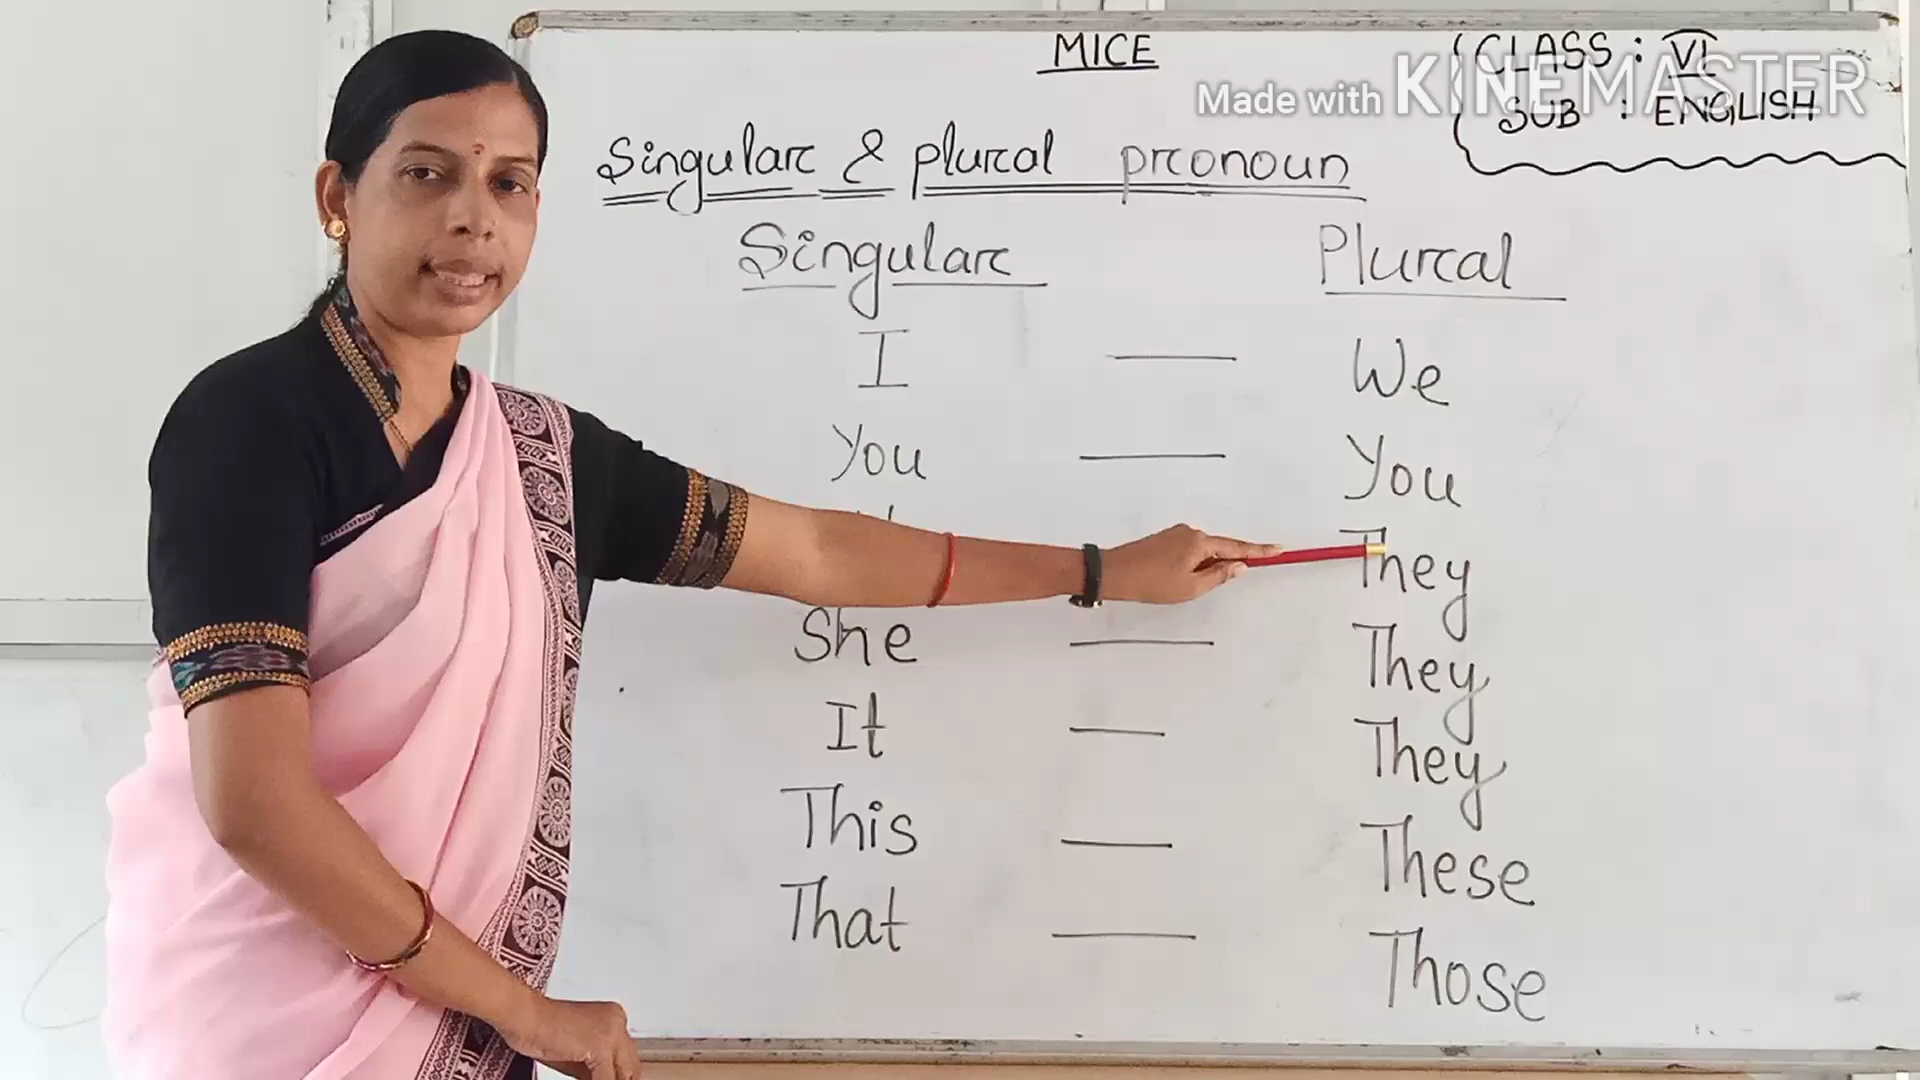 MICE
CLASS : VI
Made with KINEMASTER
SUB : ENGLISH
Singular & plural pronoun
Singular Plural
I — We
You — You
They
She — They
It — They
This — These
That — Those